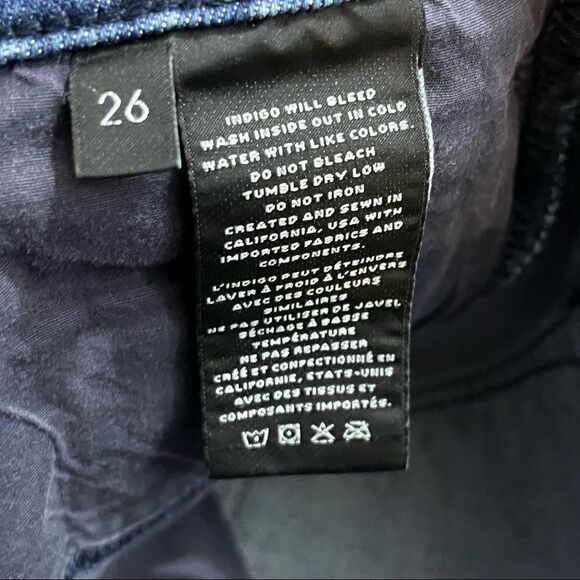 26
INDIGO WILL BLEED
WASH INSIDE OUT IN COLD
WATER WITH LIKE COLORS.
DO NOT BLEACH
TUMBLE DRY LOW
DO NOT IRON
CREATED AND SEWN IN
CALIFORNIA, USA WITH
IMPORTED FABRICS AND
COMPONENTS.
L'INDIGO PEUT DÉTEINDRE
LAVER À FROID À L'ENVERS
AVEC DES COULEURS
SIMILAIRES
NE PAS UTILISER DE JAVEL
SÉCHAGE À BASSE
TEMPÉRATURE
NE PAS REPASSER
CRÉÉ ET CONFECTIONNÉ EN
CALIFORNIE, ÉTATS-UNIS
AVEC DES TISSUS ET
COMPOSANTS IMPORTÉS.